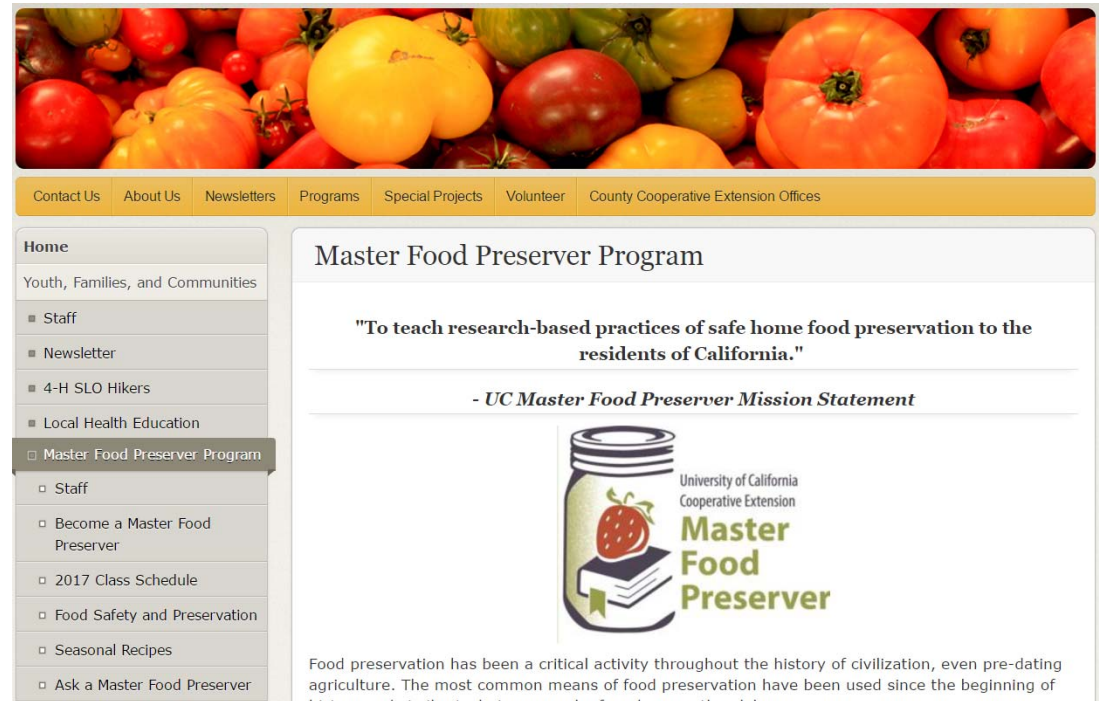 Contact Us About Us Newsletters Programs Special Projects Volunteer County Cooperative Extension Offices
Home
Youth, Families, and Communities
Staff
Newsletter
4-H SLO Hikers
Local Health Education
Master Food Preserver Program
Staff
Become a Master Food
Preserver
2017 Class Schedule
Food Safety and Preservation
Seasonal Recipes
Ask a Master Food Preserver
Master Food Preserver Program
"To teach research-based practices of safe home food preservation to the
residents of California."
- UC Master Food Preserver Mission Statement
University of California
Cooperative Extension
Master
Food
Preserver
Food preservation has been a critical activity throughout the history of civilization, even pre-dating
agriculture. The most common means of food preservation have been used since the beginning of